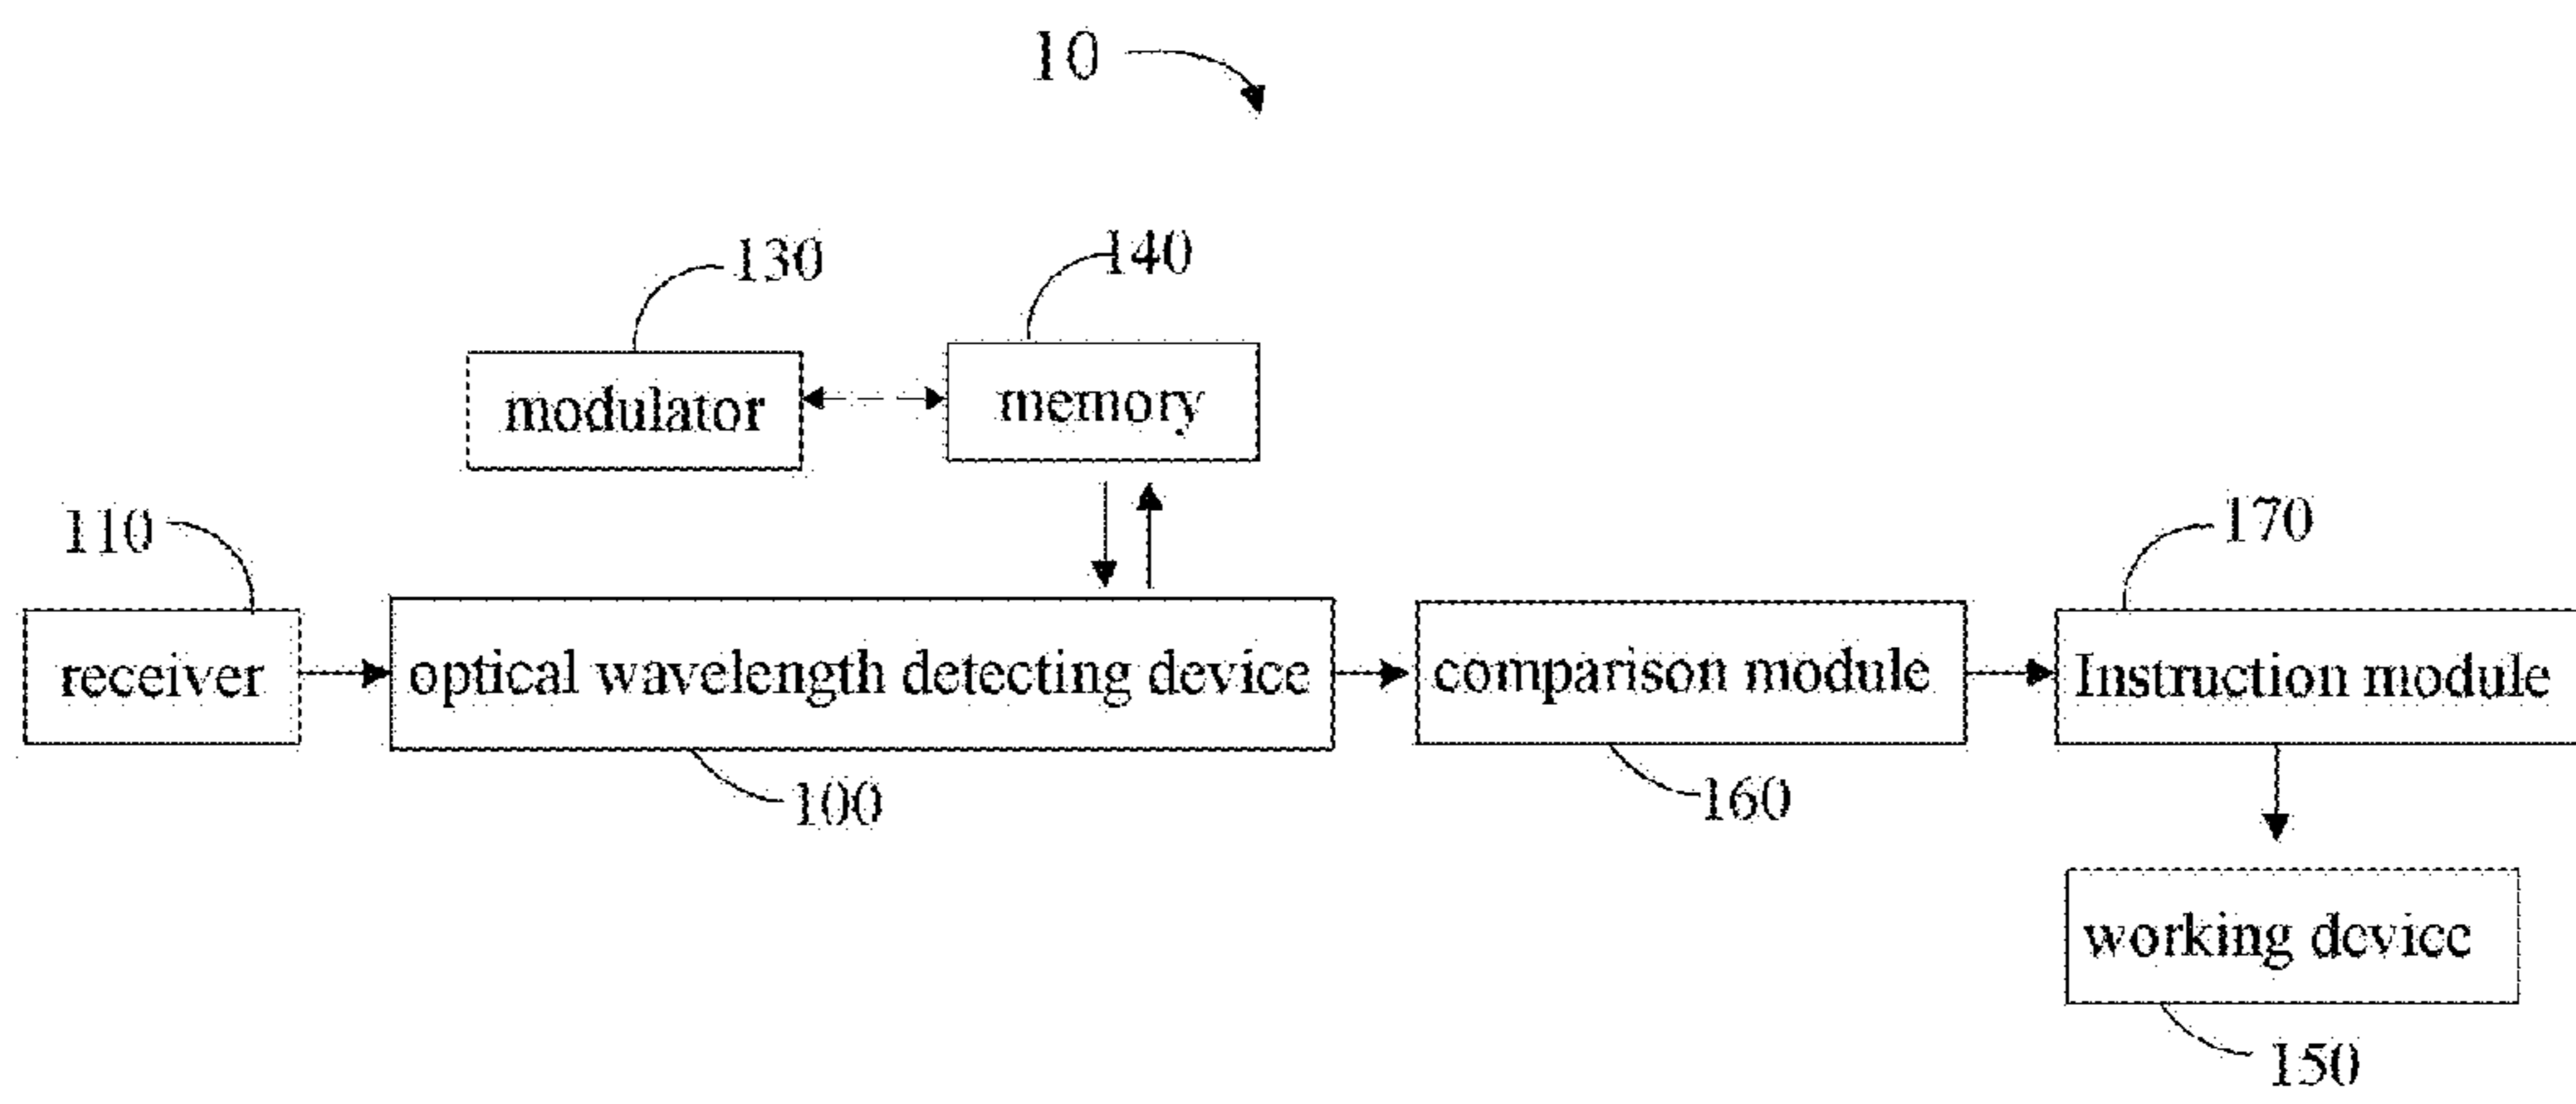 10
130
140
modulator
memory
110
170
receiver
optical wavelength detecting device
comparison module
Instruction module
100
160
working device
150